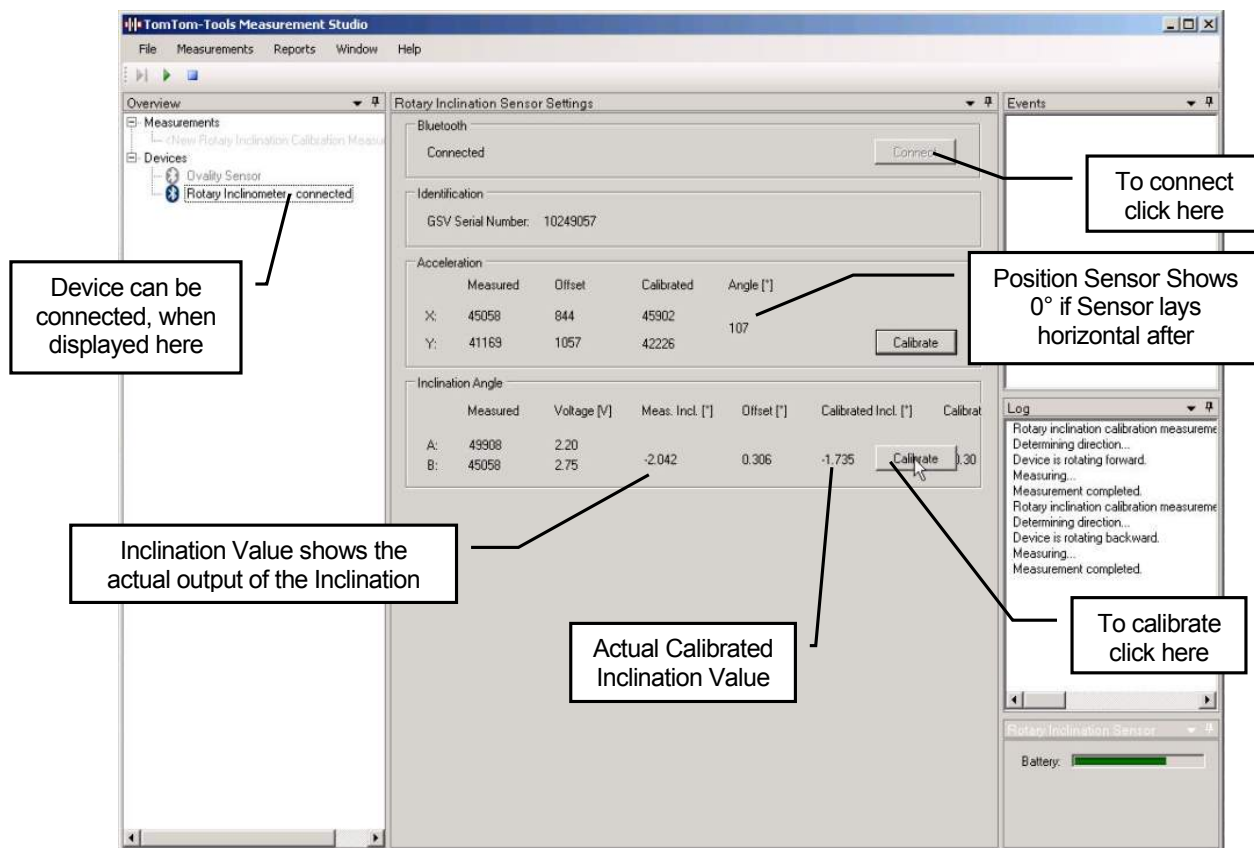 TomTom-Tools Measurement Studio
File Measurements Reports Window Help
Overview
Measurements
<New Rotary Inclination Calibration Measu
Devices
Ovality Sensor
Rotary Inclinometer - connected
Device can be
connected, when
displayed here
Rotary Inclination Sensor Settings
Bluetooth
Connected Connect
Identification
GSV Serial Number: 10249057
Acceleration
Measured Offset Calibrated Angle [°]
X: 45058 844 45902
107
Y: 41169 1057 42226 Calibrate
Inclination Angle
Measured Voltage [V] Meas. Incl. [°] Offset [°] Calibrated Incl. [°] Calibrat
A: 49908 2.20
-2.042 0.306 -1.735 Calibrate 0.30
B: 45058 2.75
Inclination Value shows the
actual output of the Inclination
Actual Calibrated
Inclination Value
Events
To connect
click here
Position Sensor Shows
0° if Sensor lays
horizontal after
Log
Rotary inclination calibration measureme
Determining direction...
Device is rotating forward.
Measuring...
Measurement completed.
Rotary inclination calibration measureme
Determining direction...
Device is rotating backward.
Measuring...
Measurement completed.
To calibrate
click here
Rotary Inclination Sensor
Battery: